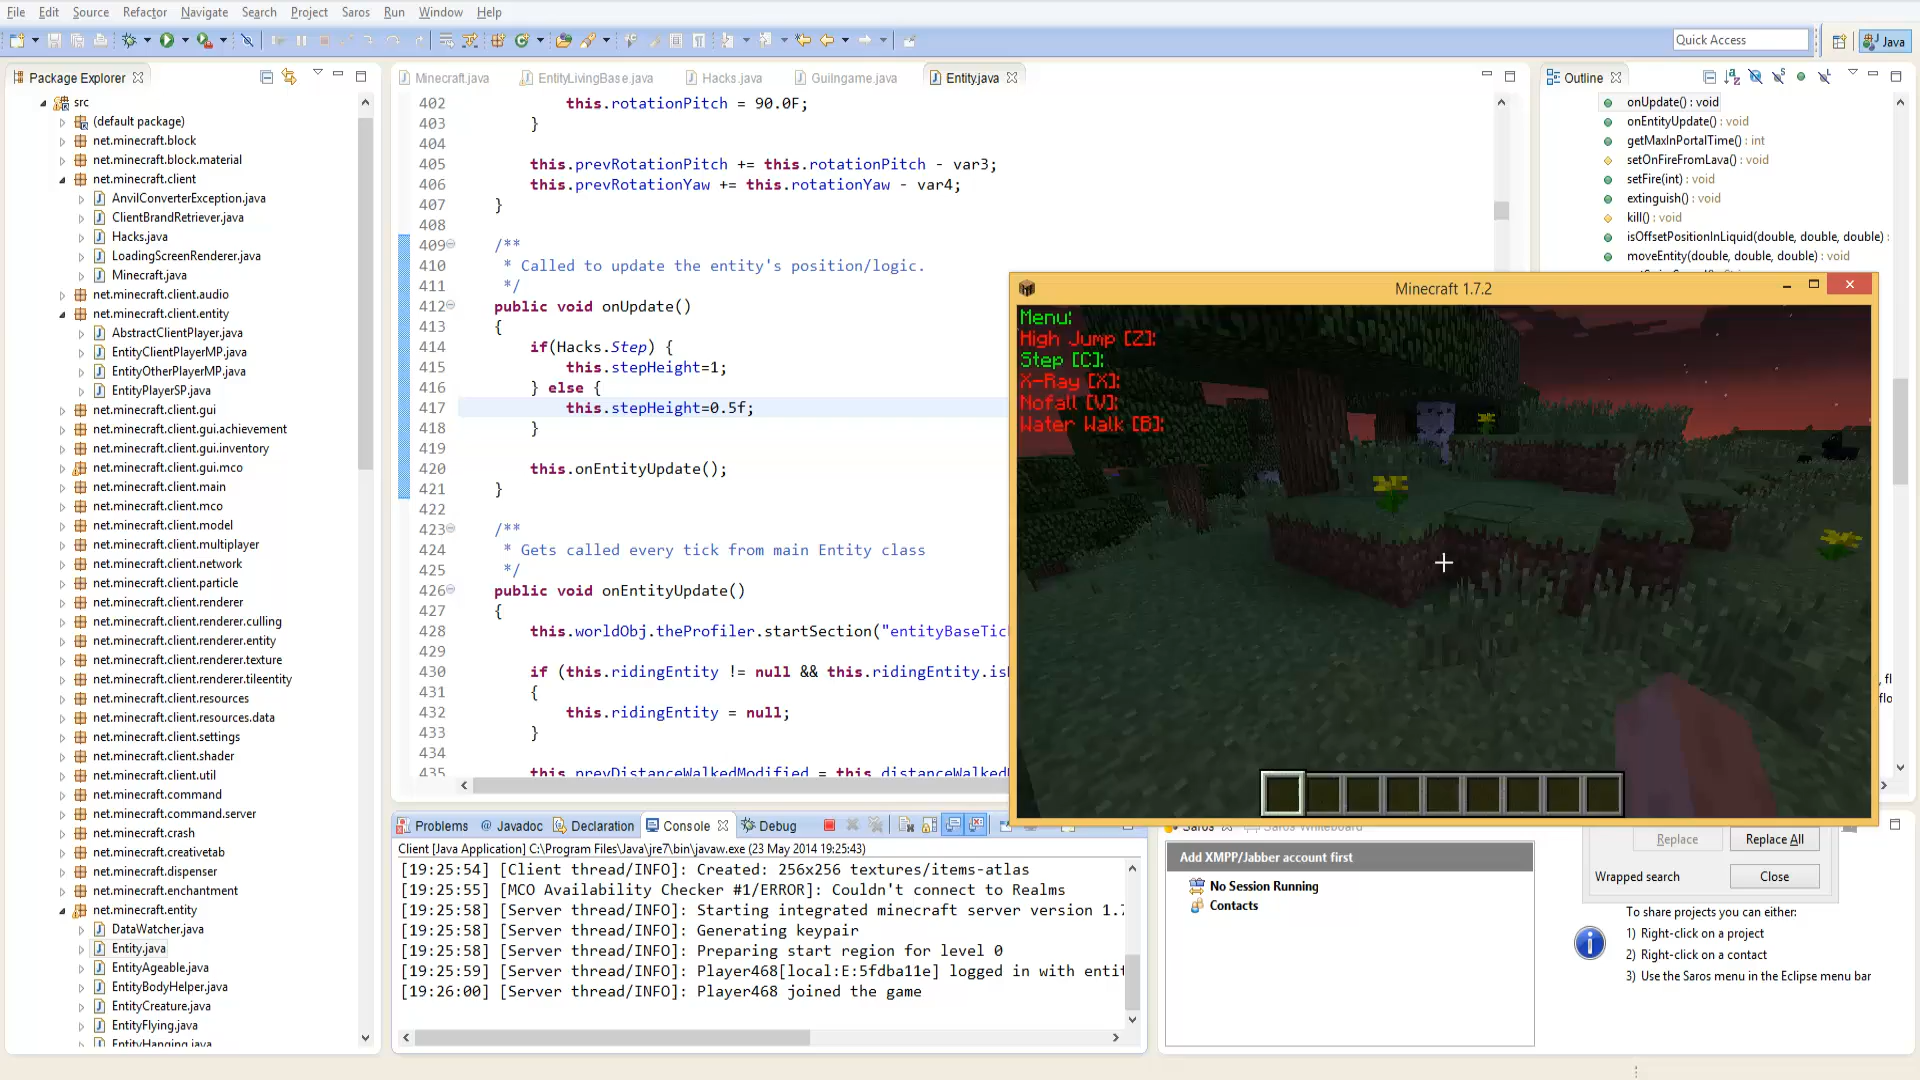 File Edit Source Refactor Navigate Search Project Saros Run Window Help
Quick Access
Java
Package Explorer
src
(default package)
net.minecraft.block
net.minecraft.block.material
net.minecraft.client
AnvilConverterException.java
ClientBrandRetriever.java
Hacks.java
LoadingScreenRenderer.java
Minecraft.java
net.minecraft.client.audio
net.minecraft.client.entity
AbstractClientPlayer.java
EntityClientPlayerMP.java
EntityOtherPlayerMP.java
EntityPlayerSP.java
net.minecraft.client.gui
net.minecraft.client.gui.achievement
net.minecraft.client.gui.inventory
net.minecraft.client.gui.mco
net.minecraft.client.main
net.minecraft.client.mco
net.minecraft.client.model
net.minecraft.client.multiplayer
net.minecraft.client.network
net.minecraft.client.particle
net.minecraft.client.renderer
net.minecraft.client.renderer.culling
net.minecraft.client.renderer.entity
net.minecraft.client.renderer.texture
net.minecraft.client.renderer.tileentity
net.minecraft.client.resources
net.minecraft.client.resources.data
net.minecraft.client.settings
net.minecraft.client.shader
net.minecraft.client.util
net.minecraft.command
net.minecraft.command.server
net.minecraft.crash
net.minecraft.creativetab
net.minecraft.dispenser
net.minecraft.enchantment
net.minecraft.entity
DataWatcher.java
Entity.java
EntityAgeable.java
EntityBodyHelper.java
EntityCreature.java
EntityFlying.java
EntityHanging.java
Minecraft.java EntityLivingBase.java Hacks.java GuiIngame.java Entity.java
402 this.rotationPitch = 90.0F;
403 }
404
405 this.prevRotationPitch += this.rotationPitch - var3;
406 this.prevRotationYaw += this.rotationYaw - var4;
407 }
408
409 /**
410 * Called to update the entity's position/logic.
411 */
412 public void onUpdate()
413 {
414 if(Hacks.Step) {
415 this.stepHeight=1;
416 } else {
417 this.stepHeight=0.5f;
418 }
419
420 this.onEntityUpdate();
421 }
422
423 /**
424 * Gets called every tick from main Entity class
425 */
426 public void onEntityUpdate()
427 {
428 this.worldObj.theProfiler.startSection("entityBaseTic
429
430 if (this.ridingEntity != null && this.ridingEntity.is
431 {
432 this.ridingEntity = null;
433 }
434
435 this.prevDistanceWalkedModified = this.distanceWalked
Outline
onUpdate() : void
onEntityUpdate() : void
getMaxInPortalTime() : int
setOnFireFromLava() : void
setFire(int) : void
extinguish() : void
kill() : void
isOffsetPositionInLiquid(double, double, double) :
moveEntity(double, double, double) : void
, fl
flo
Minecraft 1.7.2
Menu:
High Jump [Z]:
Step [C]:
X-Ray [X]:
Nofall [V]:
Water Walk [B]:
Problems Javadoc Declaration Console Debug
Client [Java Application] C:\Program Files\Java\jre7\bin\javaw.exe (23 May 2014 19:25:43)
[19:25:54] [Client thread/INFO]: Created: 256x256 textures/items-atlas
[19:25:55] [MCO Availability Checker #1/ERROR]: Couldn't connect to Realms
[19:25:58] [Server thread/INFO]: Starting integrated minecraft server version 1.7
[19:25:58] [Server thread/INFO]: Generating keypair
[19:25:58] [Server thread/INFO]: Preparing start region for level 0
[19:25:59] [Server thread/INFO]: Player468[local:E:5fdba11e] logged in with entit
[19:26:00] [Server thread/INFO]: Player468 joined the game
Saros Saros Whiteboard
Add XMPP/Jabber account first
No Session Running
Contacts
Replace Replace All
Wrapped search Close
To share projects you can either:
1) Right-click on a project
2) Right-click on a contact
3) Use the Saros menu in the Eclipse menu bar